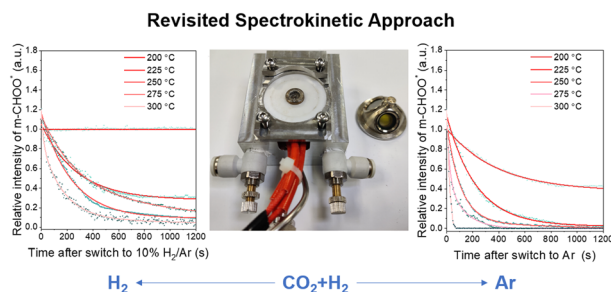 Revisited Spectrokinetic Approach
Relative intensity of m-CHOO* (a.u.)
1.8
1.6
1.4
1.2
1.0
0.8
0.6
0.4
0.2
0.0
200 °C
225 °C
250 °C
275 °C
300 °C
0 200 400 600 800 1000 1200
Time after switch to 10% H₂/Ar (s)
Relative intensity of m-CHOO* (a.u.)
1.8
1.6
1.4
1.2
1.0
0.8
0.6
0.4
0.2
0.0
200 °C
225 °C
250 °C
275 °C
300 °C
0 200 400 600 800 1000 1200
Time after switch to Ar (s)
H₂ CO₂+H₂ Ar